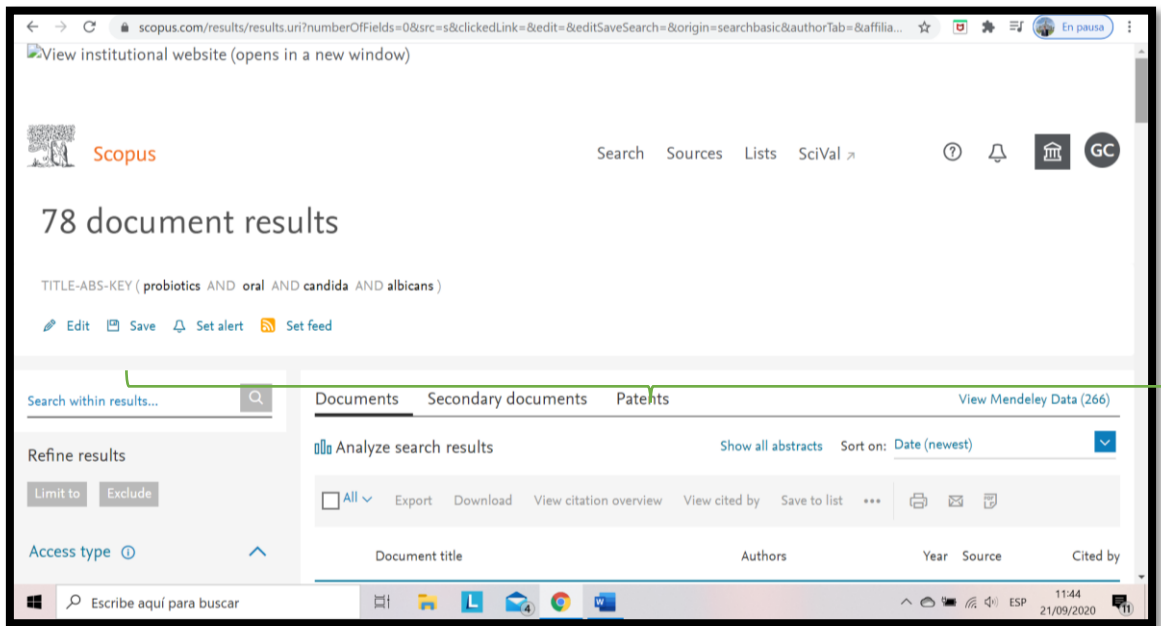 scopus.com/results/results.uri?numberOfFields=0&src=s&clickedLink=&edit=&editSaveSearch=&origin=searchbasic&authorTab=&affilia... En pausa
View institutional website (opens in a new window)
Scopus Search Sources Lists SciVal GC
78 document results
TITLE-ABS-KEY ( probiotics AND oral AND candida AND albicans )
Edit Save Set alert Set feed
Search within results... Documents Secondary documents Patents View Mendeley Data (266)
Refine results Analyze search results Show all abstracts Sort on: Date (newest)
Limit to Exclude All Export Download View citation overview View cited by Save to list ...
Access type Document title Authors Year Source Cited by
Escribe aquí para buscar L 4 W ESP 11:44
21/09/2020 11